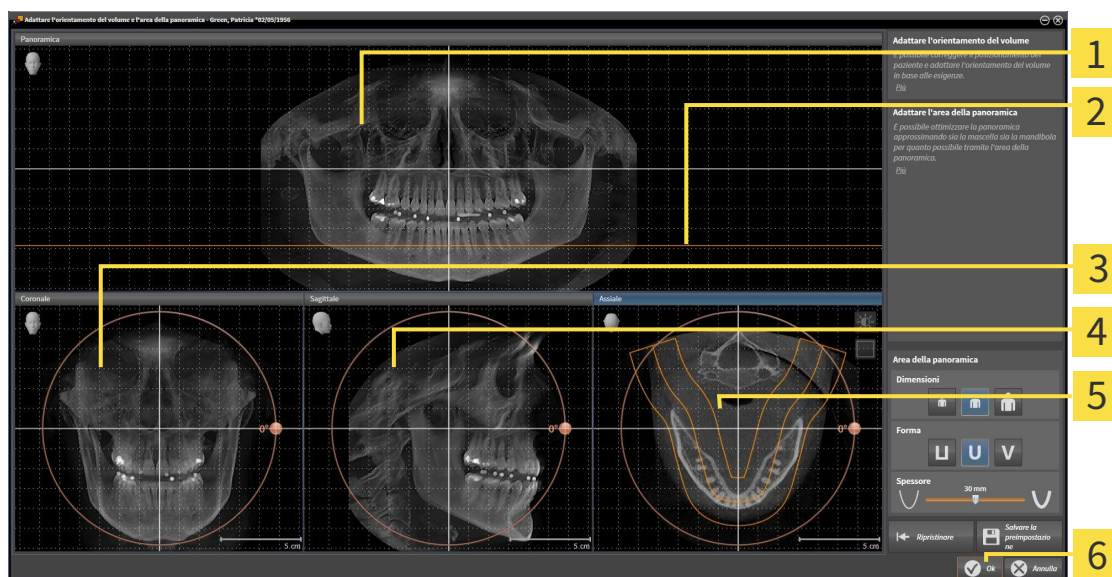 Adattare l'orientamento del volume e l'area della panoramica - Green, Patricia *02/05/1956
Panoramica
Adattare l'orientamento del volume
È possibile correggere il posizionamento del
paziente e adattare l'orientamento del volume
in base alle esigenze.
Più
Adattare l'area della panoramica
È possibile ottimizzare la panoramica
approssimando sia la mascella sia la mandibola
per quanto possibile tramite l'area della
panoramica.
Più
1
2
3
4
5
6
Coronale
Sagittale
Assiale
0°
0°
0°
5 cm
5 cm
5 cm
Area della panoramica
Dimensioni
Forma
U
V
Spessore
30 mm
Ripristinare
Salvare la
preimpostazio
ne
Ok
Annulla